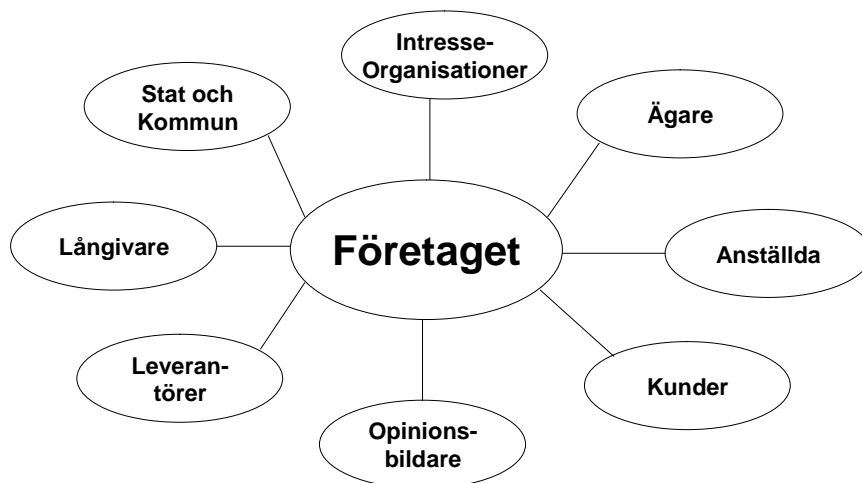 Intresse-
Organisationer
Stat och
Kommun
Ägare
Långivare
Företaget
Anställda
Leveran-
törer
Kunder
Opinions-
bildare